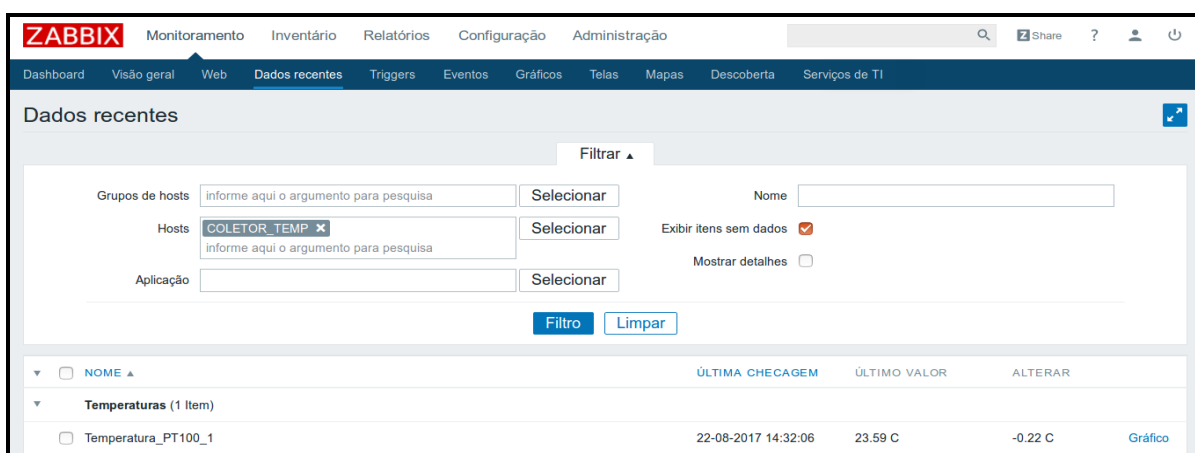 ZABBIX Monitoramento Inventário Relatórios Configuração Administração Z Share ?
Dashboard Visão geral Web Dados recentes Triggers Eventos Gráficos Telas Mapas Descoberta Serviços de TI
Dados recentes
Filtrar ▲
Grupos de hosts informe aqui o argumento para pesquisa Selecionar Nome
Hosts COLETOR_TEMP ✕ Selecionar Exibir itens sem dados
informe aqui o argumento para pesquisa
Mostrar detalhes
Aplicação Selecionar
Filtro Limpar
▼ NOME ▲ ÚLTIMA CHECAGEM ÚLTIMO VALOR ALTERAR
▼ Temperaturas (1 Item)
Temperatura_PT100_1 22-08-2017 14:32:06 23.59 C -0.22 C Gráfico